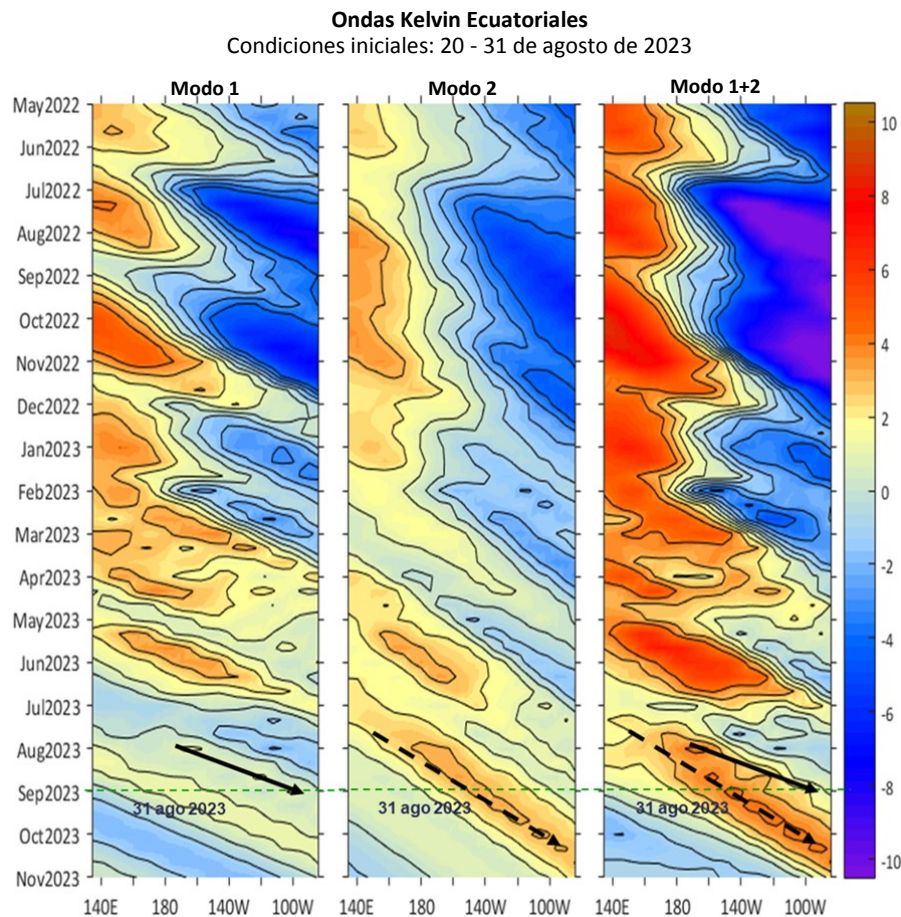 Ondas Kelvin Ecuatoriales
Condiciones iniciales: 20 - 31 de agosto de 2023
Modo 1
Modo 2
Modo 1+2
May2022
Jun2022
Jul2022
Aug2022
Sep2022
Oct2022
Nov2022
Dec2022
Jan2023
Feb2023
Mar2023
Apr2023
May2023
Jun2023
Jul2023
Aug2023
Sep2023
Oct2023
Nov2023
31 ago 2023
31 ago 2023
31 ago 2023
140E 180 140W 100W
140E 180 140W 100W
140E 180 140W 100W
10
8
6
4
2
0
-2
-4
-6
-8
-10